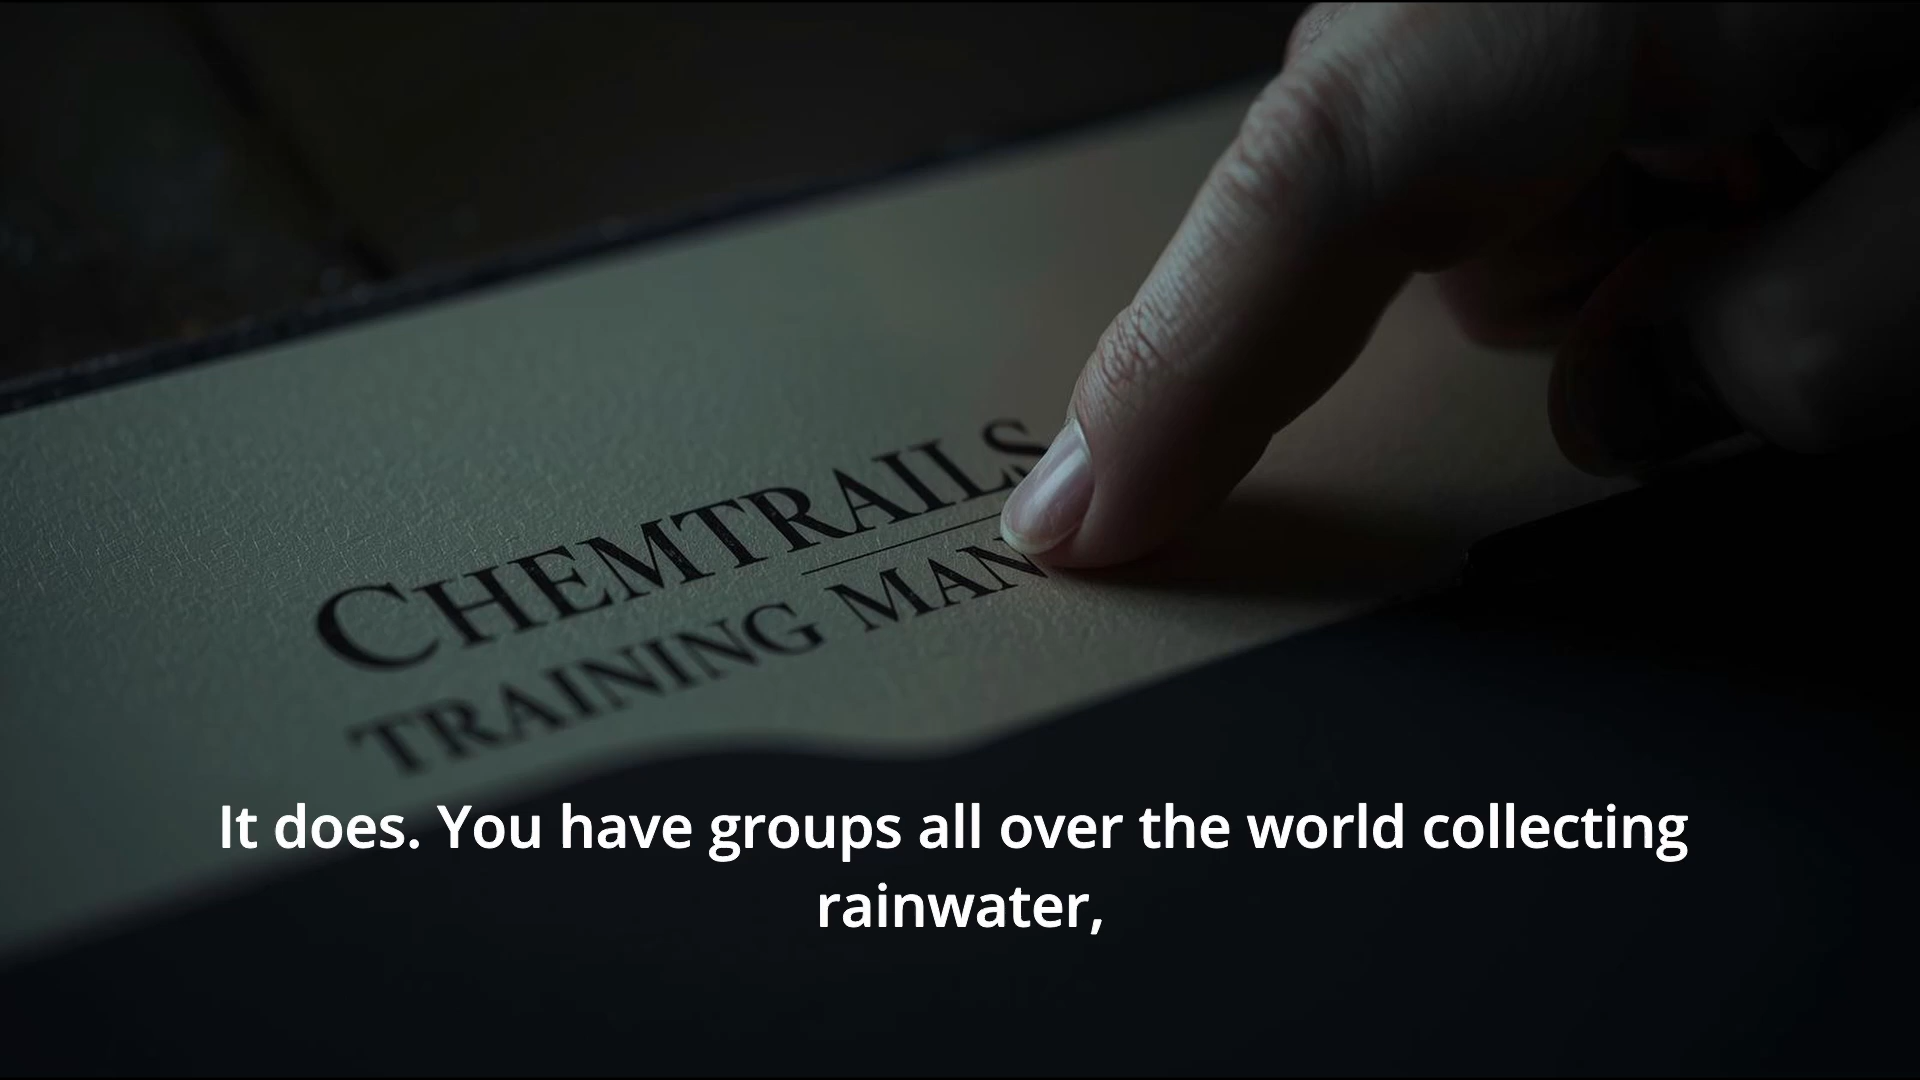 CHEMTRAILS
TRAINING MAN
It does. You have groups all over the world collecting
rainwater,